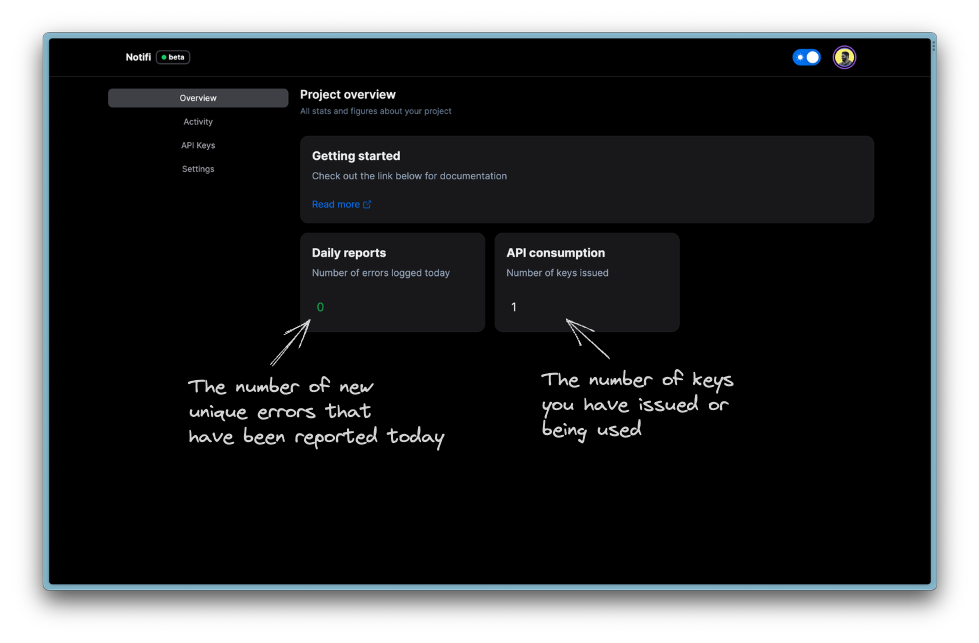 Notifi beta
Overview
Activity
API Keys
Settings
Project overview
All stats and figures about your project
Getting started
Check out the link below for documentation
Read more
Daily reports
Number of errors logged today
0
API consumption
Number of keys issued
1
The number of new
unique errors that
have been reported today
The number of keys
you have issued or
being used